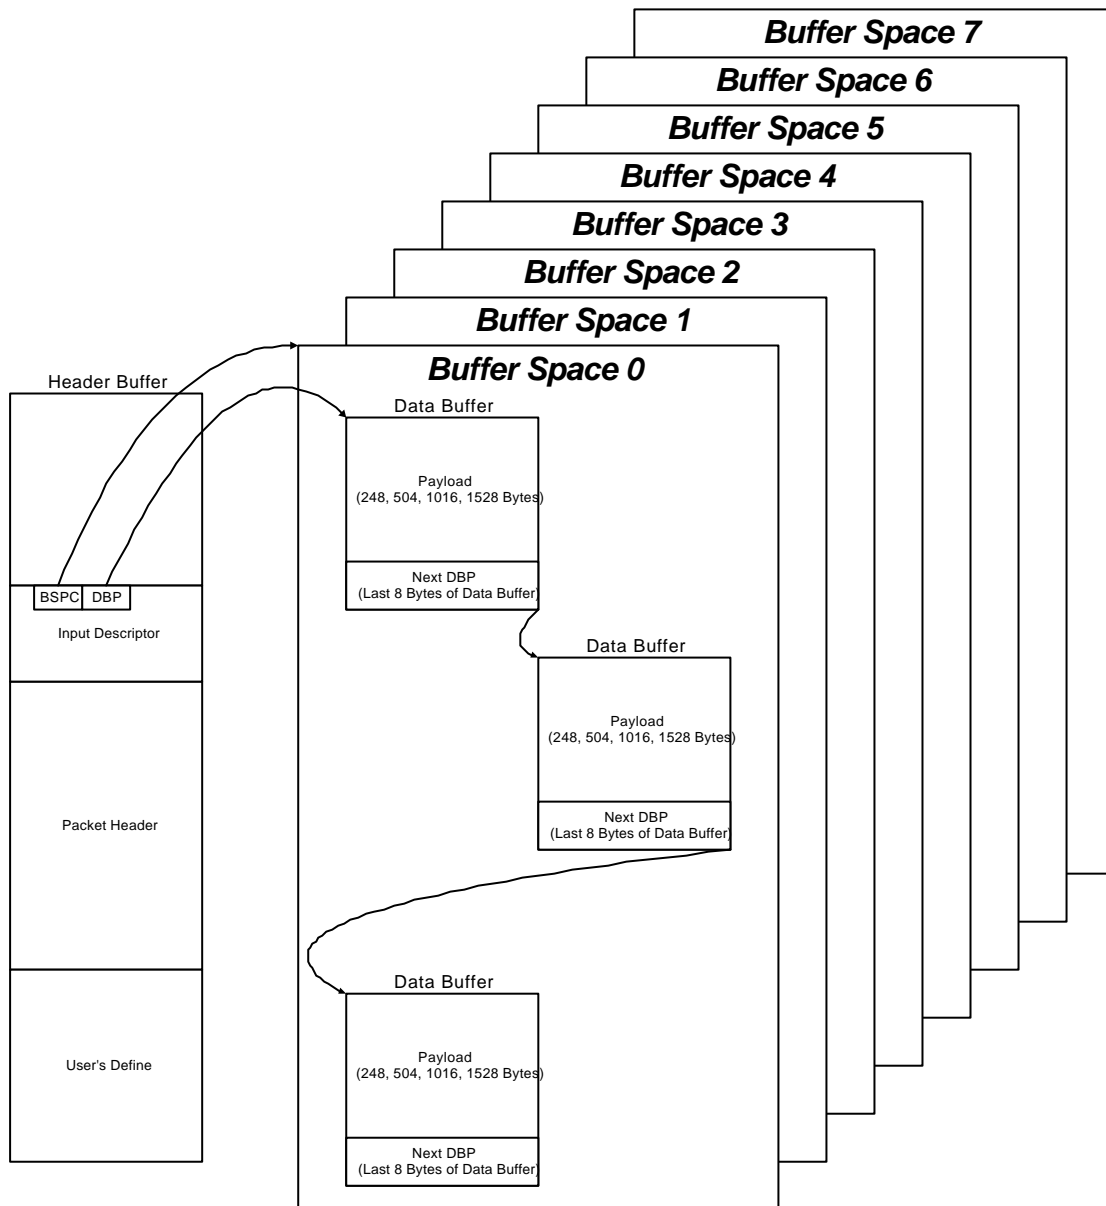 Buffer Space 7
Buffer Space 6
Buffer Space 5
Buffer Space 4
Buffer Space 3
Buffer Space 2
Buffer Space 1
Buffer Space 0
Header Buffer
BSPC
DBP
Input Descriptor
Packet Header
User's Define
Data Buffer
Payload
(248, 504, 1016, 1528 Bytes)
Next DBP
(Last 8 Bytes of Data Buffer)
Data Buffer
Payload
(248, 504, 1016, 1528 Bytes)
Next DBP
(Last 8 Bytes of Data Buffer)
Data Buffer
Payload
(248, 504, 1016, 1528 Bytes)
Next DBP
(Last 8 Bytes of Data Buffer)